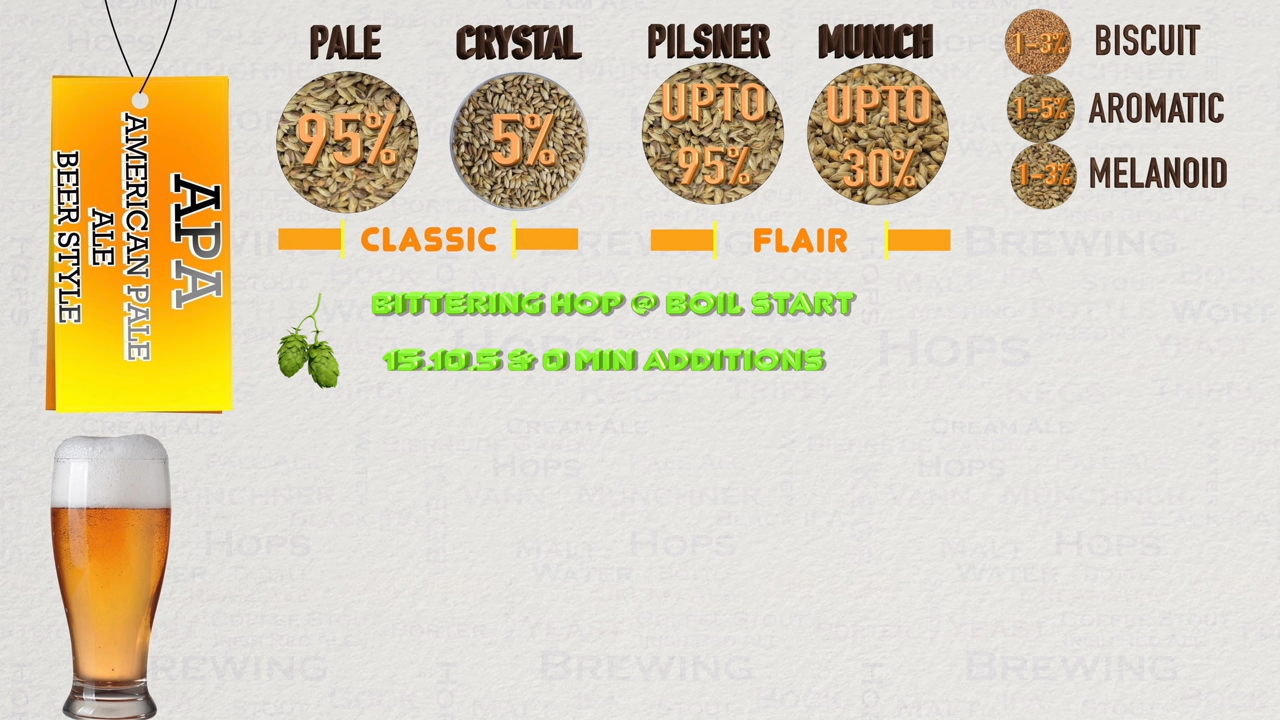 APA
AMERICAN PALE
ALE
BEER STYLE
PALE
95%
CRYSTAL
5%
CLASSIC
PILSNER
UPTO
95%
MUNICH
UPTO
30%
FLAIR
1-3% BISCUIT
1-5% AROMATIC
1-3% MELANOID
BITTERING HOP @ BOIL START
15.10.5 & 0 MIN ADDITIONS